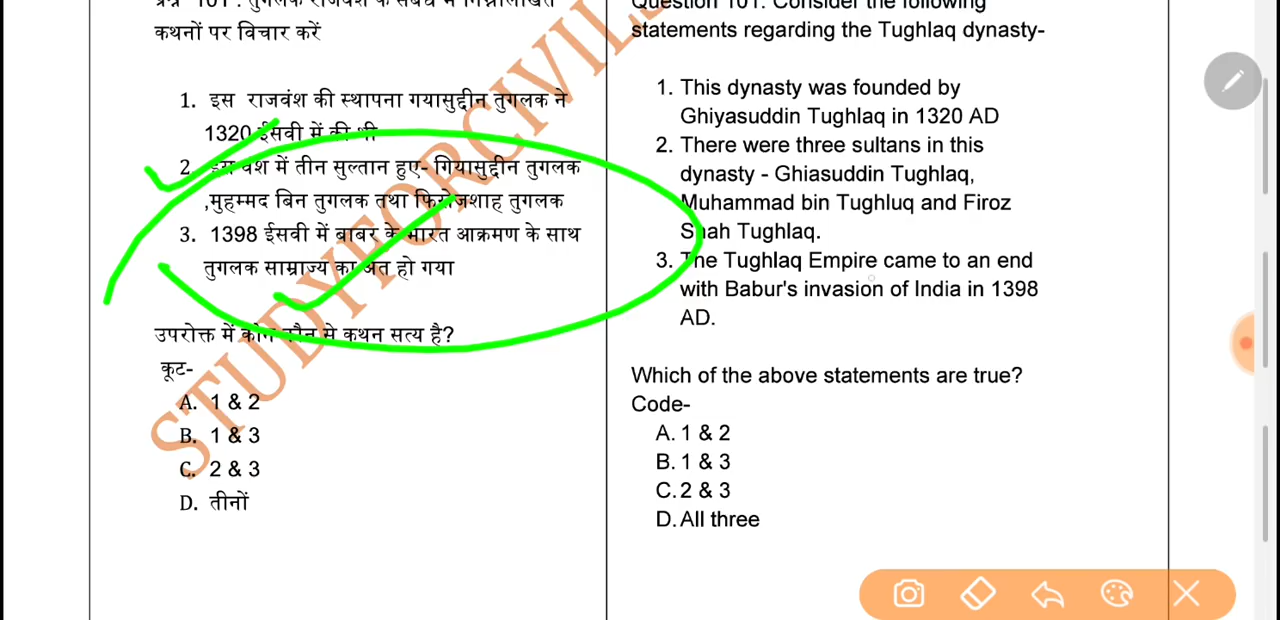 प्रश्न 101 : तुगलक राजवंश के संबंध में निम्नलिखित
कथनों पर विचार करें
1. इस राजवंश की स्थापना गयासुद्दीन तुगलक ने
1320 ईसवी में की थी
2. इस वंश में तीन सुल्तान हुए- गियासुद्दीन तुगलक
,मुहम्मद बिन तुगलक तथा फिरोजशाह तुगलक
3. 1398 ईसवी में बाबर के भारत आक्रमण के साथ
तुगलक साम्राज्य का अंत हो गया
उपरोक्त में कौन कौन से कथन सत्य है?
कूट-
A. 1 & 2
B. 1 & 3
C. 2 & 3
D. तीनों
Question 101. Consider the following
statements regarding the Tughlaq dynasty-
1. This dynasty was founded by
Ghiyasuddin Tughlaq in 1320 AD
2. There were three sultans in this
dynasty - Ghiasuddin Tughlaq,
Muhammad bin Tughluq and Firoz
Shah Tughlaq.
3. The Tughlaq Empire came to an end
with Babur's invasion of India in 1398
AD.
Which of the above statements are true?
Code-
A. 1 & 2
B. 1 & 3
C. 2 & 3
D. All three
STUDYFORCIVIL